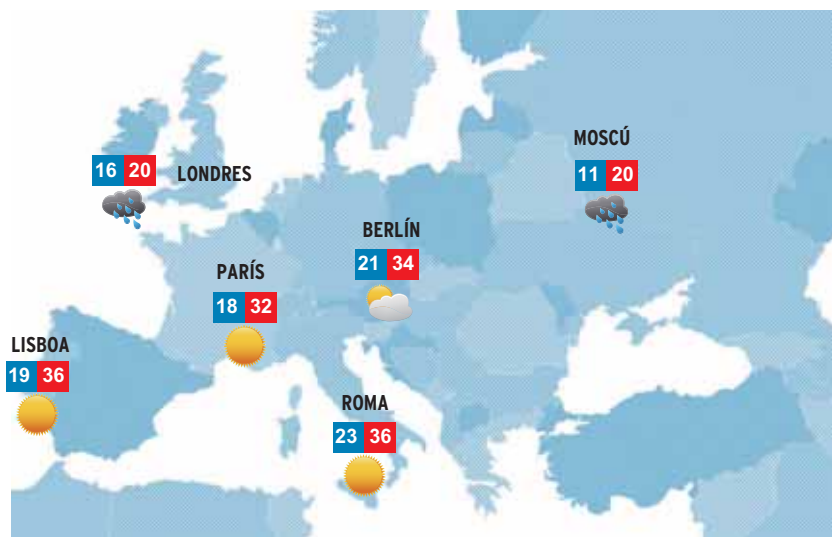 MOSCÚ
11 20
16 20 LONDRES
BERLÍN
21 34
PARÍS
18 32
LISBOA
19 36
ROMA
23 36